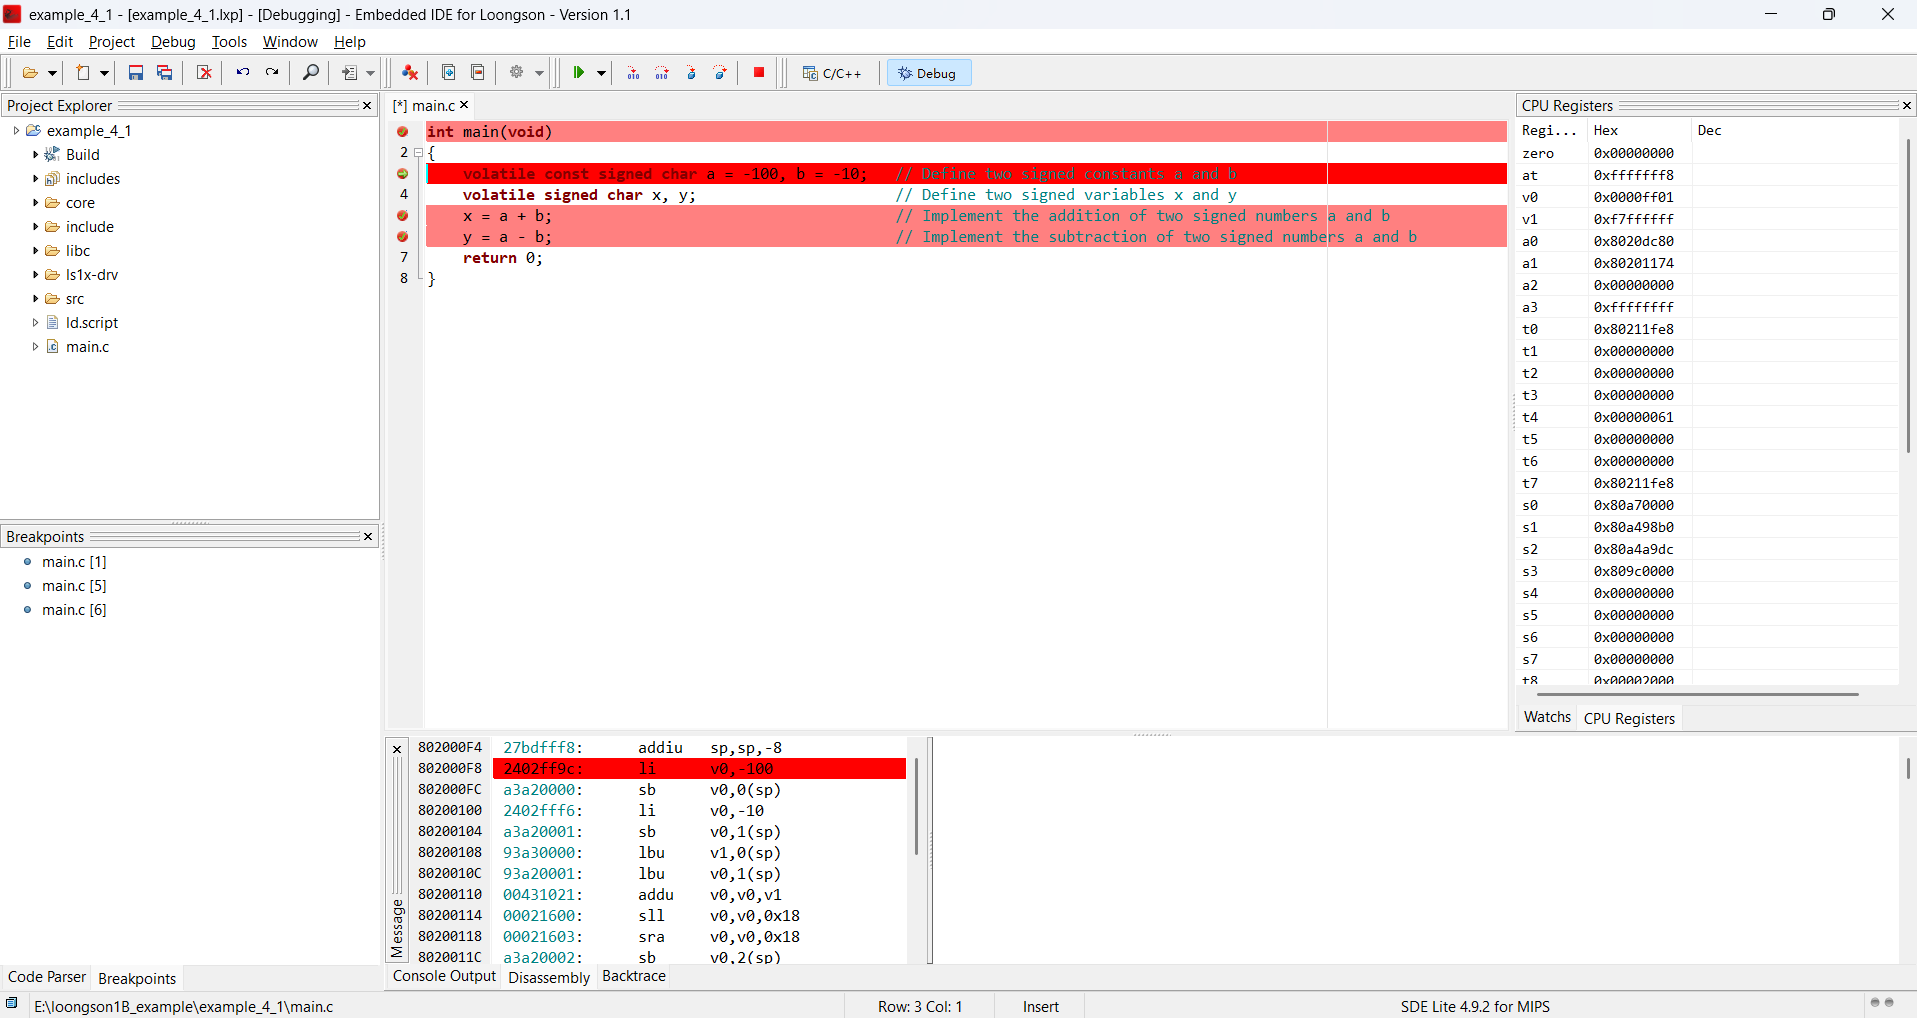 example_4_1 - [example_4_1.lxp] - [Debugging] - Embedded IDE for Loongson - Version 1.1
File Edit Project Debug Tools Window Help
C/C++ Debug
Project Explorer
example_4_1
Build
includes
core
include
libc
ls1x-drv
src
ld.script
main.c
Breakpoints
main.c [1]
main.c [5]
main.c [6]
Code Parser Breakpoints
[*] main.c
int main(void)
2 {
volatile const signed char a = -100, b = -10; // Define two signed constants a and b
4 volatile signed char x, y; // Define two signed variables x and y
x = a + b; // Implement the addition of two signed numbers a and b
y = a - b; // Implement the subtraction of two signed numbers a and b
7 return 0;
8 }
CPU Registers
Regi... Hex Dec
zero 0x00000000
at 0xfffffff8
v0 0x0000ff01
v1 0xf7ffffff
a0 0x8020dc80
a1 0x80201174
a2 0x00000000
a3 0xffffffff
t0 0x80211fe8
t1 0x00000000
t2 0x00000000
t3 0x00000000
t4 0x00000061
t5 0x00000000
t6 0x00000000
t7 0x80211fe8
s0 0x80a70000
s1 0x80a498b0
s2 0x80a4a9dc
s3 0x809c0000
s4 0x00000000
s5 0x00000000
s6 0x00000000
s7 0x00000000
t8 0x00002000
Watchs CPU Registers
Message
802000F4 27bdfff8: addiu sp,sp,-8
802000F8 2402ff9c: li v0,-100
802000FC a3a20000: sb v0,0(sp)
80200100 2402fff6: li v0,-10
80200104 a3a20001: sb v0,1(sp)
80200108 93a30000: lbu v1,0(sp)
8020010C 93a20001: lbu v0,1(sp)
80200110 00431021: addu v0,v0,v1
80200114 00021600: sll v0,v0,0x18
80200118 00021603: sra v0,v0,0x18
8020011C a3a20002: sb v0,2(sp)
Console Output Disassembly Backtrace
E:\loongson1B_example\example_4_1\main.c Row: 3 Col: 1 Insert SDE Lite 4.9.2 for MIPS